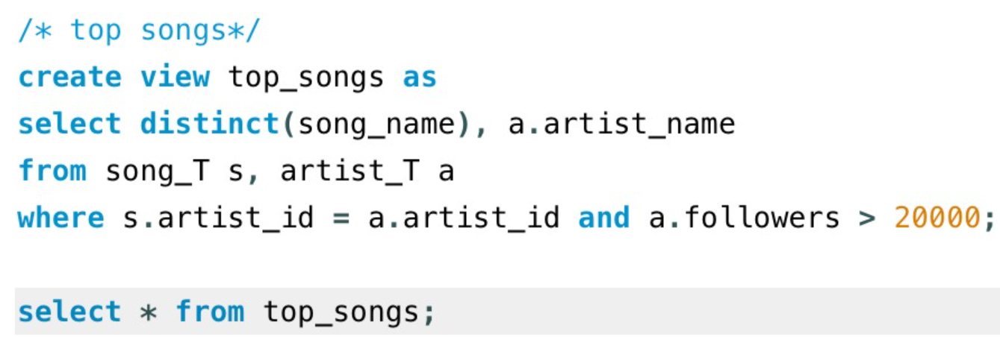 /* top songs*/
create view top_songs as
select distinct(song_name), a.artist_name
from song_T s, artist_T a
where s.artist_id = a.artist_id and a.followers > 20000;
select * from top_songs;